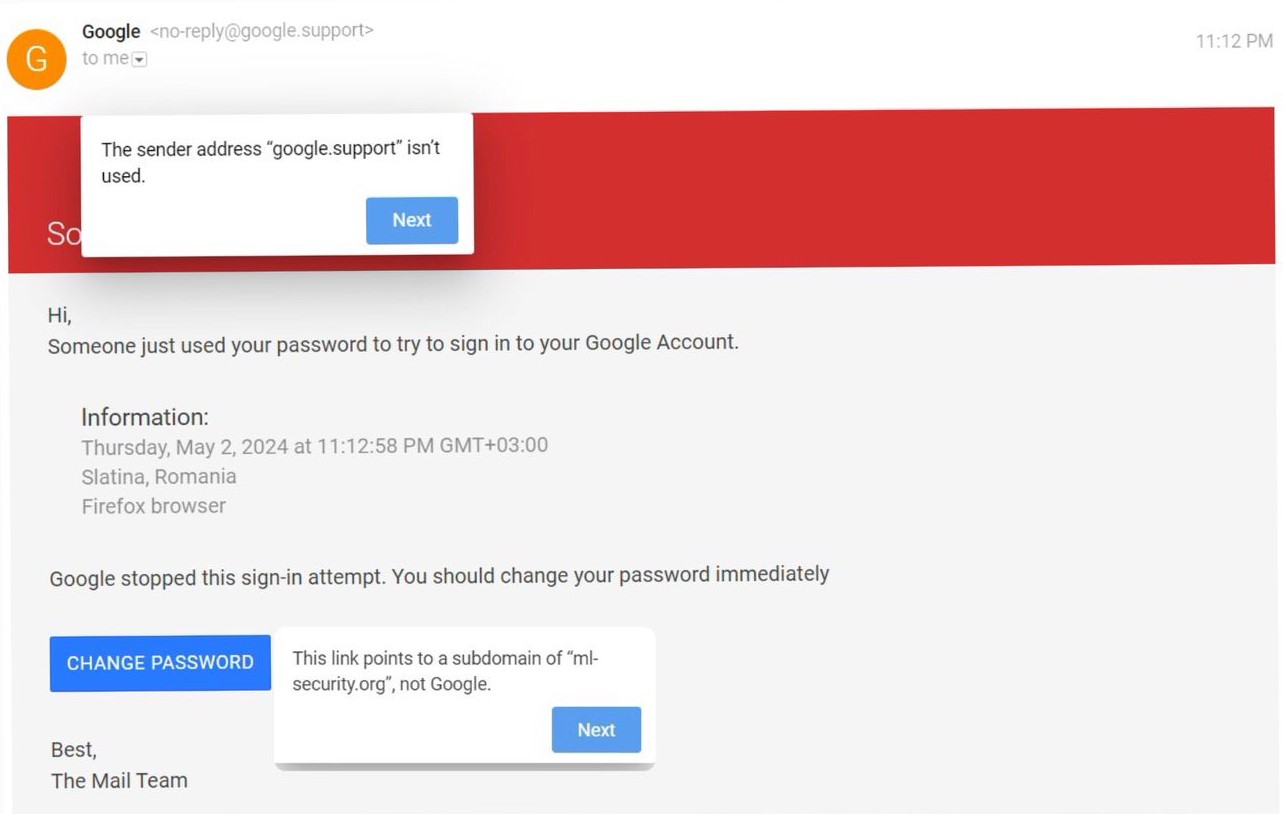 G
Google <no-reply@google.support>
to me
11:12 PM
The sender address “google.support” isn’t
used.
Next
So
Hi,
Someone just used your password to try to sign in to your Google Account.
Information:
Thursday, May 2, 2024 at 11:12:58 PM GMT+03:00
Slatina, Romania
Firefox browser
Google stopped this sign-in attempt. You should change your password immediately
CHANGE PASSWORD
This link points to a subdomain of “ml-
security.org”, not Google.
Next
Best,
The Mail Team